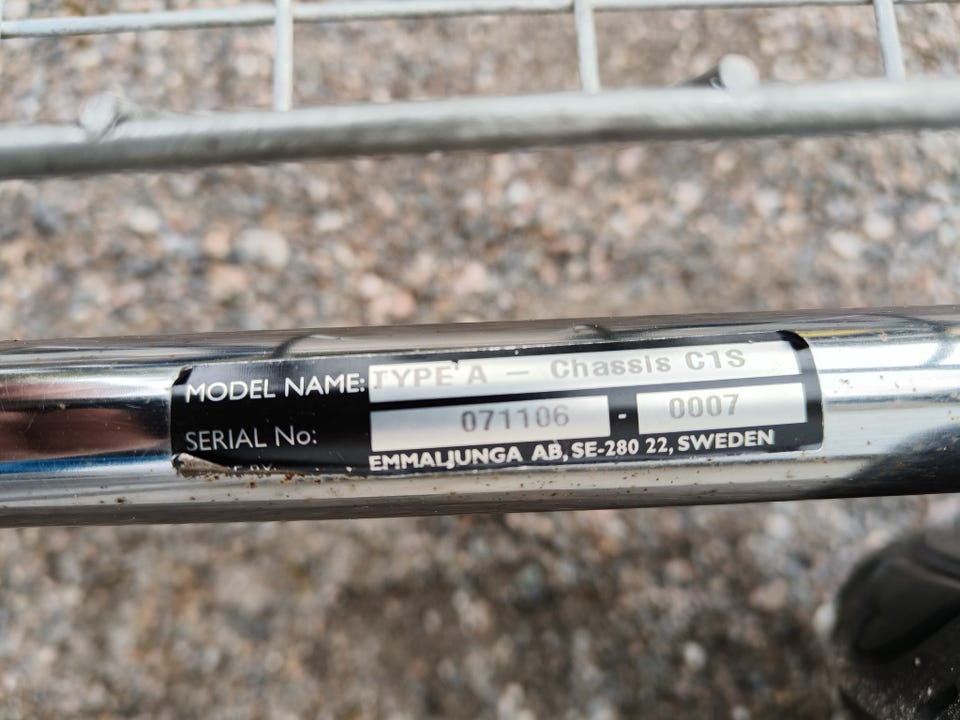 MODEL NAME: TYPE A - Chassis C1S
SERIAL No: 071106 - 0007
EMMALJUNGA AB, SE-280 22, SWEDEN